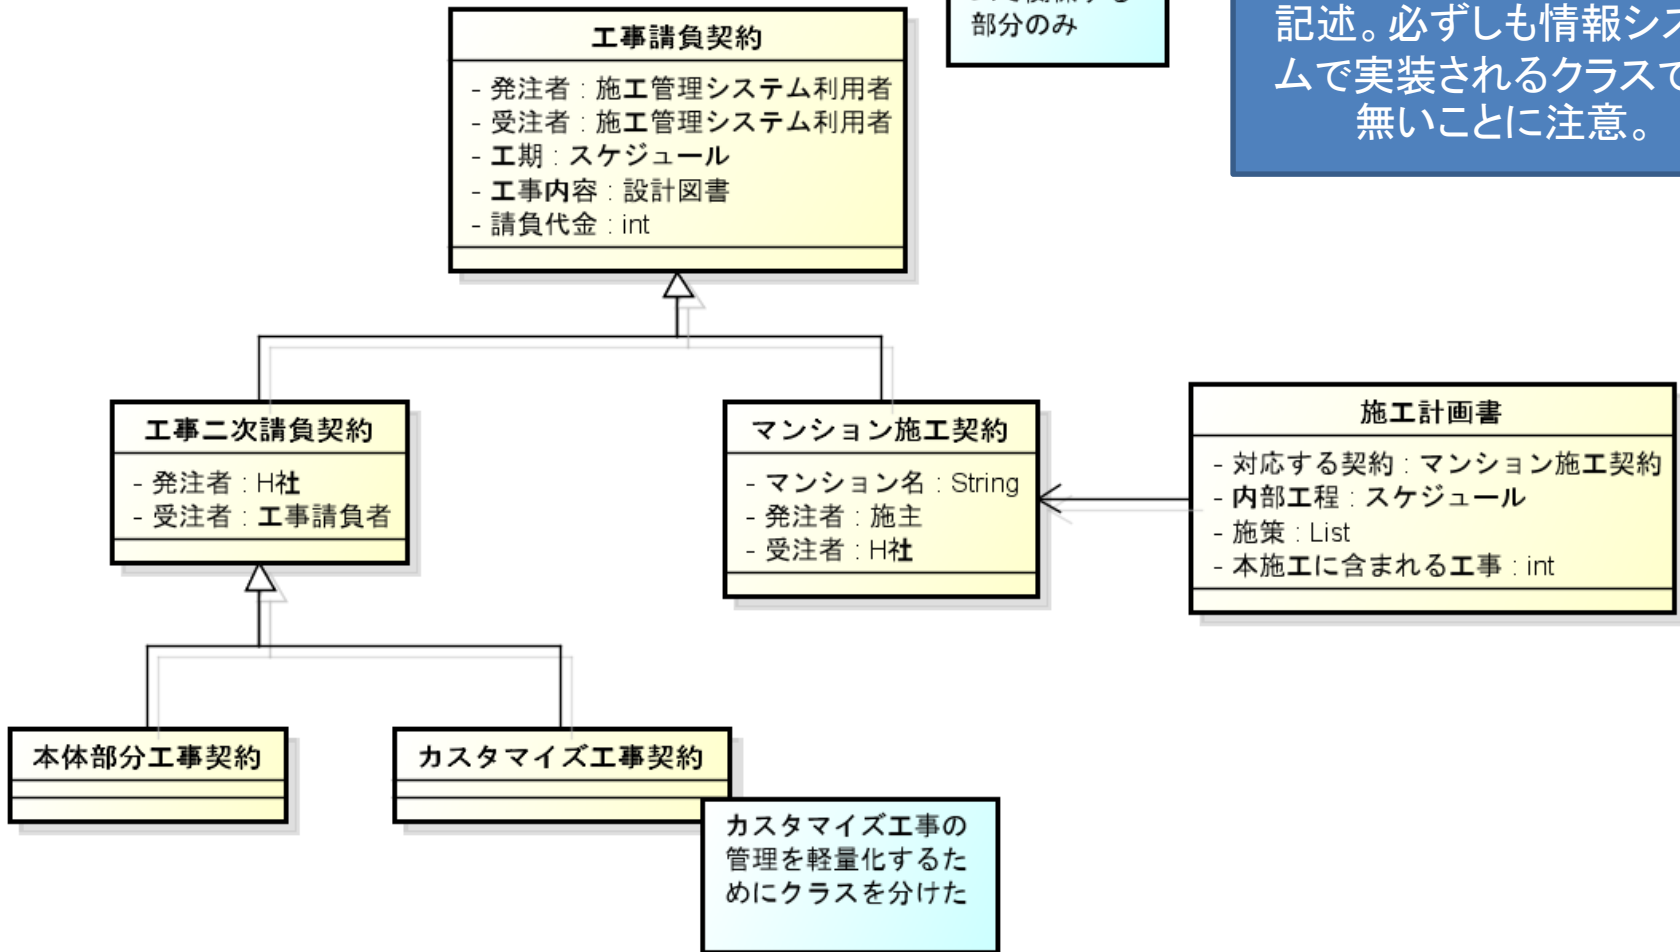 部分のみ
記述。必ずしも情報シス
ムで実装されるクラスで
無いことに注意。
工事請負契約
- 発注者 : 施工管理システム利用者
- 受注者 : 施工管理システム利用者
- 工期 : スケジュール
- 工事内容 : 設計図書
- 請負代金 : int
工事二次請負契約
- 発注者 : H社
- 受注者 : 工事請負者
マンション施工契約
- マンション名 : String
- 発注者 : 施主
- 受注者 : H社
施工計画書
- 対応する契約 : マンション施工契約
- 内部工程 : スケジュール
- 施策 : List
- 本施工に含まれる工事 : int
本体部分工事契約
カスタマイズ工事契約
カスタマイズ工事の
管理を軽量化するた
めにクラスを分けた